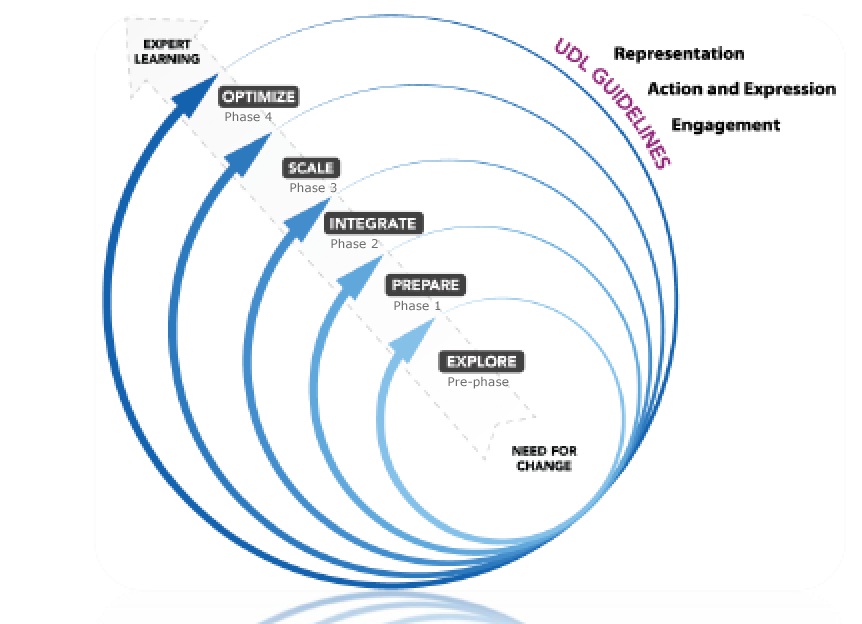 EXPERT
LEARNING
OPTIMIZE
Phase 4
SCALE
Phase 3
INTEGRATE
Phase 2
PREPARE
Phase 1
EXPLORE
Pre-phase
NEED FOR
CHANGE
UDL GUIDELINES
Representation
Action and Expression
Engagement